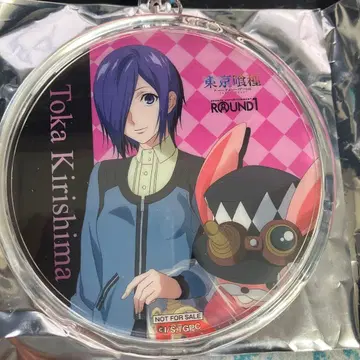 東京喰種
ROUND1
Toka Kirishima
NOT FOR SALE